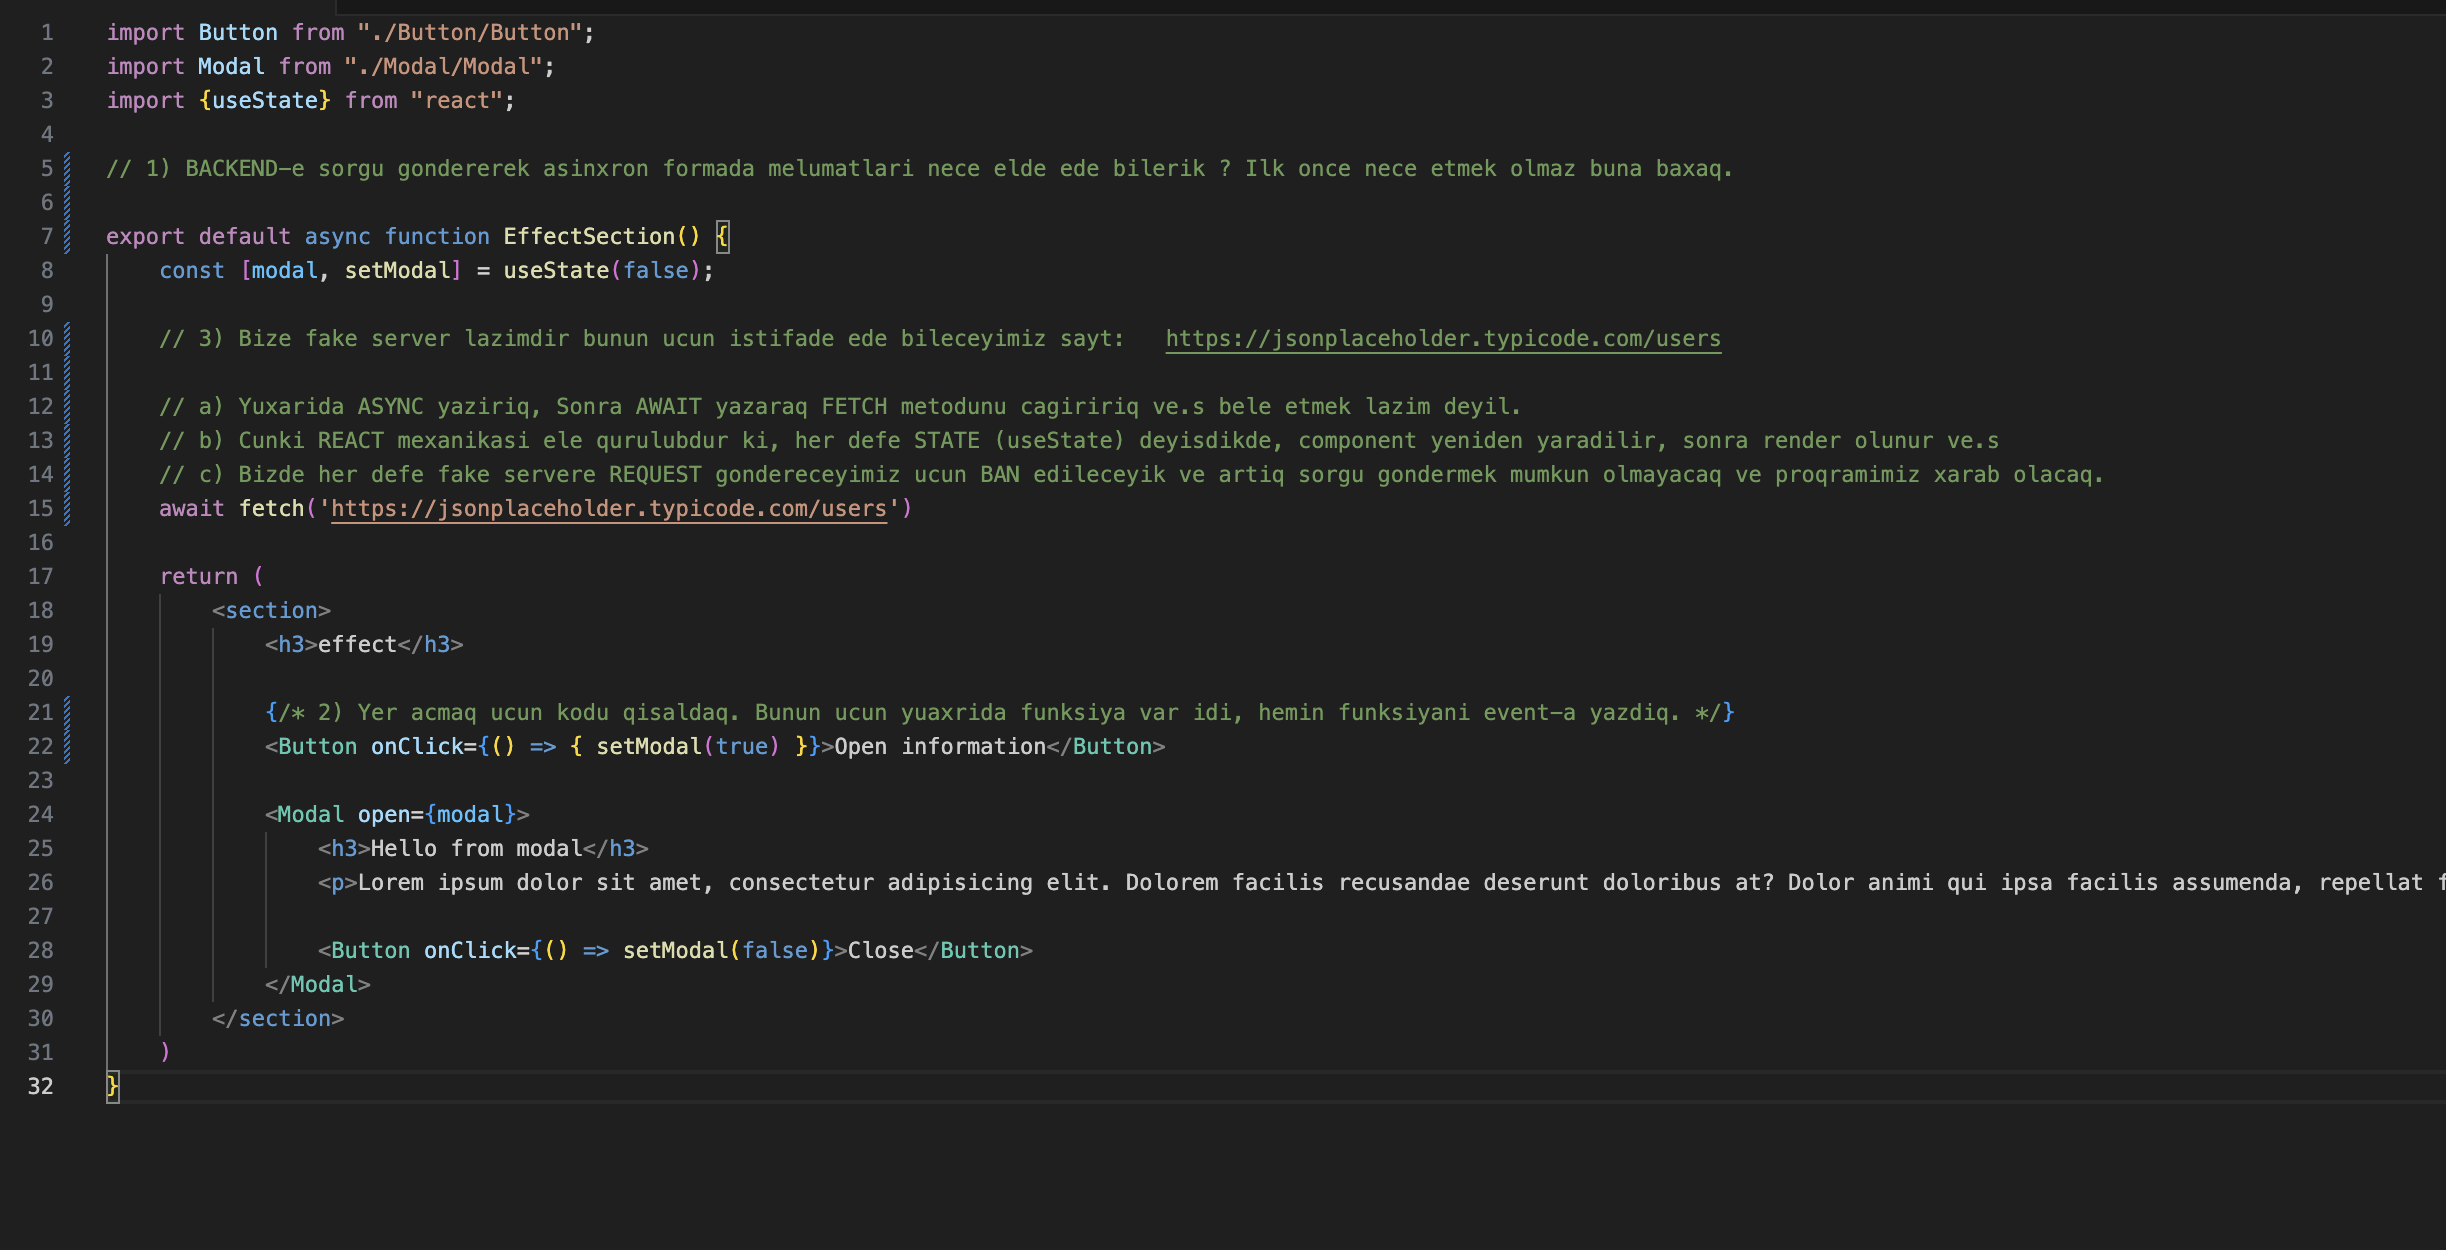 1 import Button from "./Button/Button";
2 import Modal from "./Modal/Modal";
3 import {useState} from "react";
4
5 // 1) BACKEND-e sorgu gondererek asinxron formada melumatlari nece elde ede bilerik ? Ilk once nece etmek olmaz buna baxaq.
6
7 export default async function EffectSection() {
8 const [modal, setModal] = useState(false);
9
10 // 3) Bize fake server lazimdir bunun ucun istifade ede bileceyimiz sayt: https://jsonplaceholder.typicode.com/users
11
12 // a) Yuxarida ASYNC yaziriq, Sonra AWAIT yazaraq FETCH metodunu cagiririq ve.s bele etmek lazim deyil.
13 // b) Cunki REACT mexanikasi ele qurulubdur ki, her defe STATE (useState) deyisdikde, component yeniden yaradilir, sonra render olunur ve.s
14 // c) Bizde her defe fake servere REQUEST gondereceyimiz ucun BAN edileceyik ve artiq sorgu gondermek mumkun olmayacaq ve proqramimiz xarab olacaq.
15 await fetch('https://jsonplaceholder.typicode.com/users')
16
17 return (
18 <section>
19 <h3>effect</h3>
20
21 {/* 2) Yer acmaq ucun kodu qisaldaq. Bunun ucun yuaxrida funksiya var idi, hemin funksiyani event-a yazdiq. */}
22 <Button onClick={() => { setModal(true) }}>Open information</Button>
23
24 <Modal open={modal}>
25 <h3>Hello from modal</h3>
26 <p>Lorem ipsum dolor sit amet, consectetur adipisicing elit. Dolorem facilis recusandae deserunt doloribus at? Dolor animi qui ipsa facilis assumenda, repellat
27
28 <Button onClick={() => setModal(false)}>Close</Button>
29 </Modal>
30 </section>
31 )
32 }